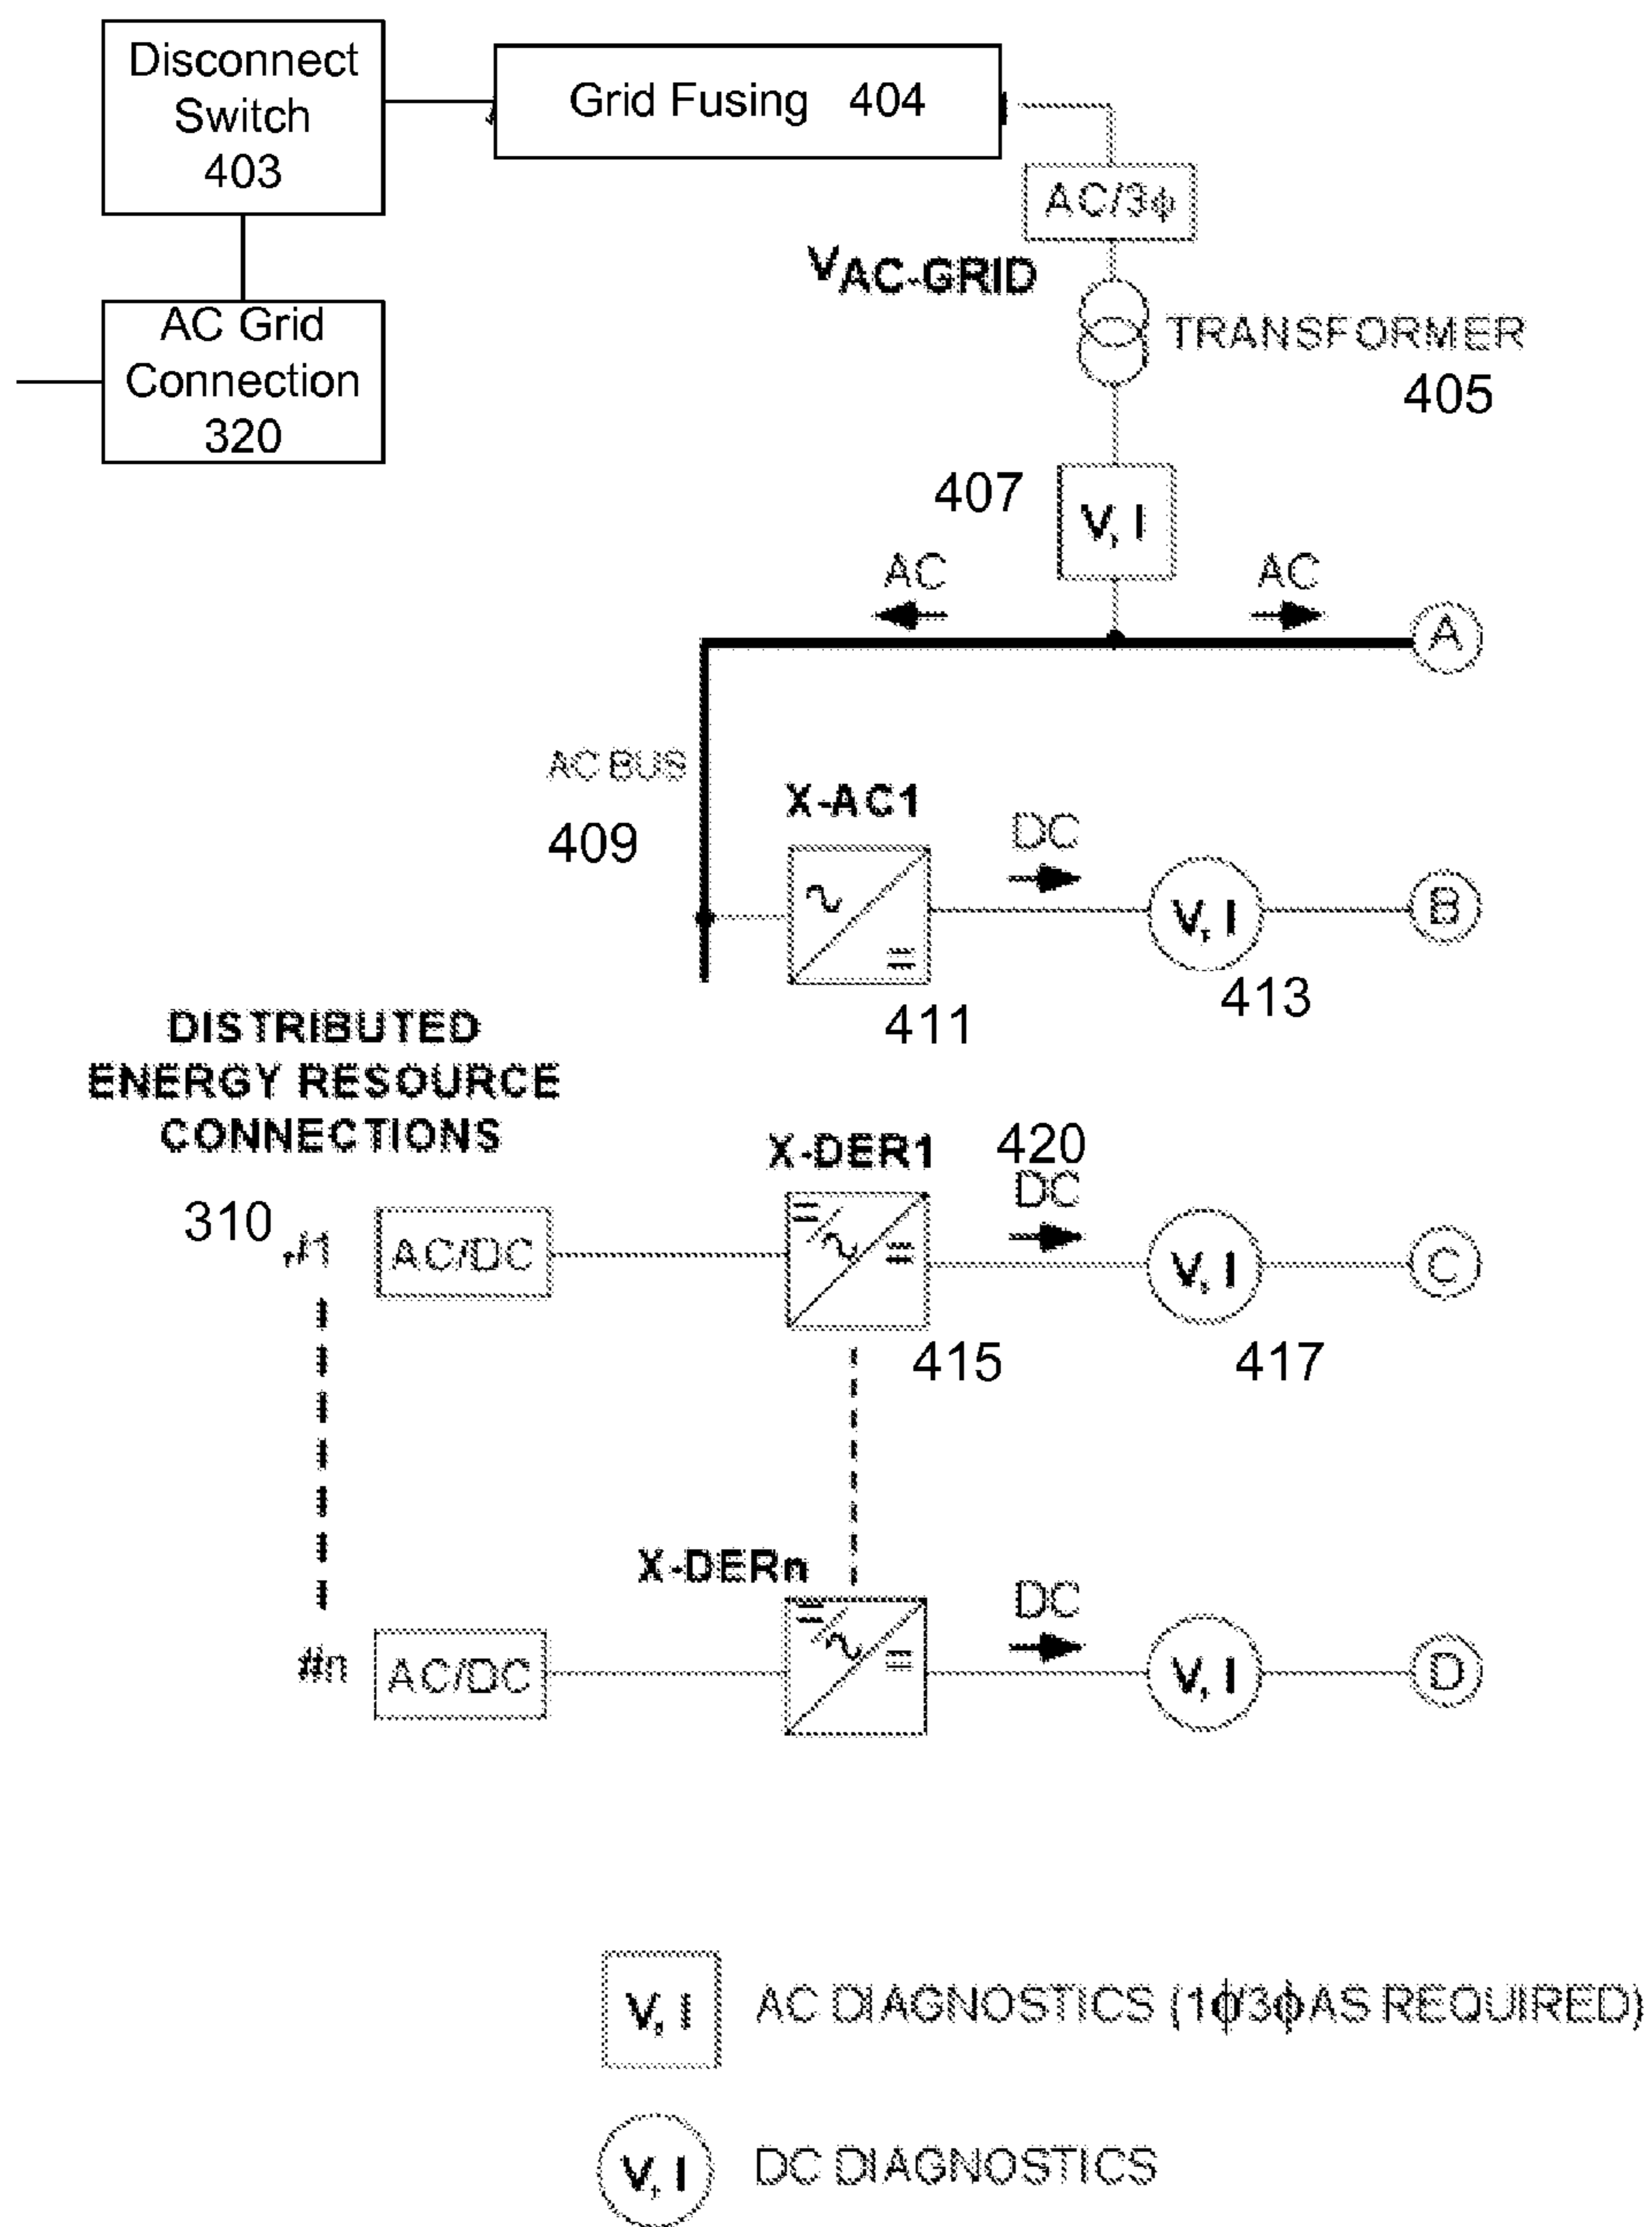 Disconnect
Switch
403
Grid Fusing 404
AC/3ϕ
VAC-GRID
AC Grid
Connection
320
TRANSFORMER
405
407
V, I
AC
AC
A
AC BUS
409
X-AC1
DC
V, I
B
411
413
DISTRIBUTED
ENERGY RESOURCE
CONNECTIONS
310
#1
AC/DC
X-DER1
420
DC
V, I
C
415
417
X-DERn
#n
AC/DC
DC
V, I
D
V, I
AC DIAGNOSTICS (1ϕ/3ϕ AS REQUIRED)
V, I
DC DIAGNOSTICS